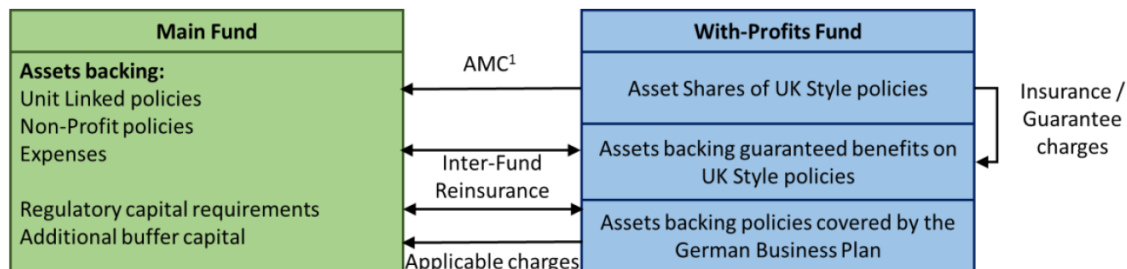 Main Fund
Assets backing:
Unit Linked policies
Non-Profit policies
Expenses
Regulatory capital requirements
Additional buffer capital
AMC¹
Inter-Fund
Reinsurance
Applicable charges
With-Profits Fund
Asset Shares of UK Style policies
Assets backing guaranteed benefits on
UK Style policies
Assets backing policies covered by the
German Business Plan
Insurance /
Guarantee
charges